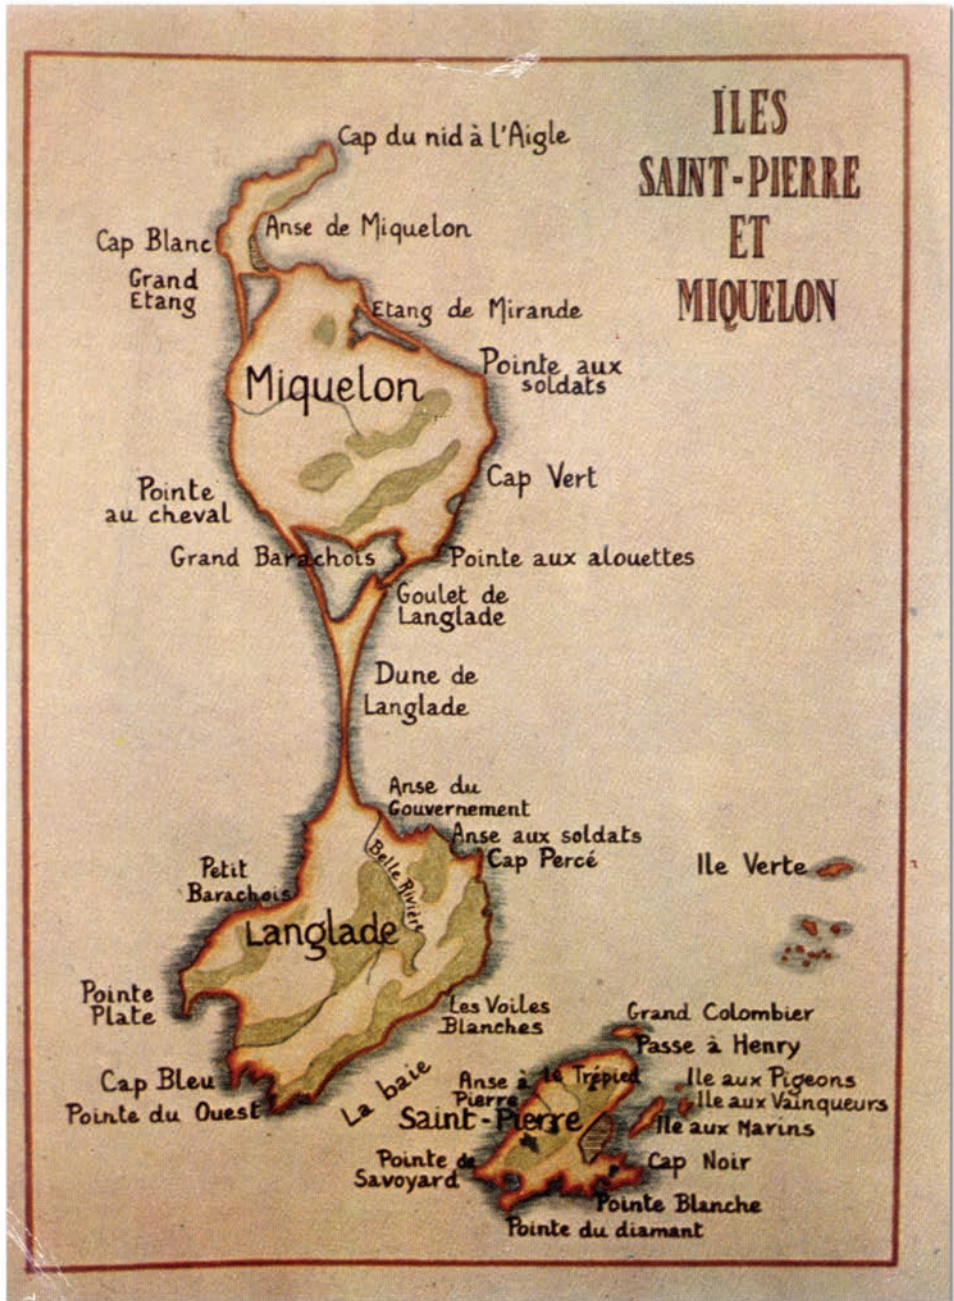 ÎLES
SAINT-PIERRE
ET
MIQUELON
Cap du nid à l'Aigle
Anse de Miquelon
Cap Blanc
Grand
Etang
Etang de Mirande
Pointe aux
soldats
Miquelon
Cap Vert
Pointe
au cheval
Grand Barachois
Pointe aux alouettes
Goulet de
Langlade
Dune de
Langlade
Anse du
Gouvernement
Anse aux soldats
Cap Percé
Belle Rivière
Ile Verte
Petit
Barachois
Langlade
Pointe
Plate
Les Voiles
Blanches
Grand Colombier
Passe à Henry
Cap Bleu
Pointe du Ouest
La baie
Anse à
Pierre
le Trépied
Ile aux Pigeons
Ile aux Vainqueurs
Saint-Pierre
Ile aux Marins
Pointe de
Savoyard
Cap Noir
Pointe Blanche
Pointe du diamant